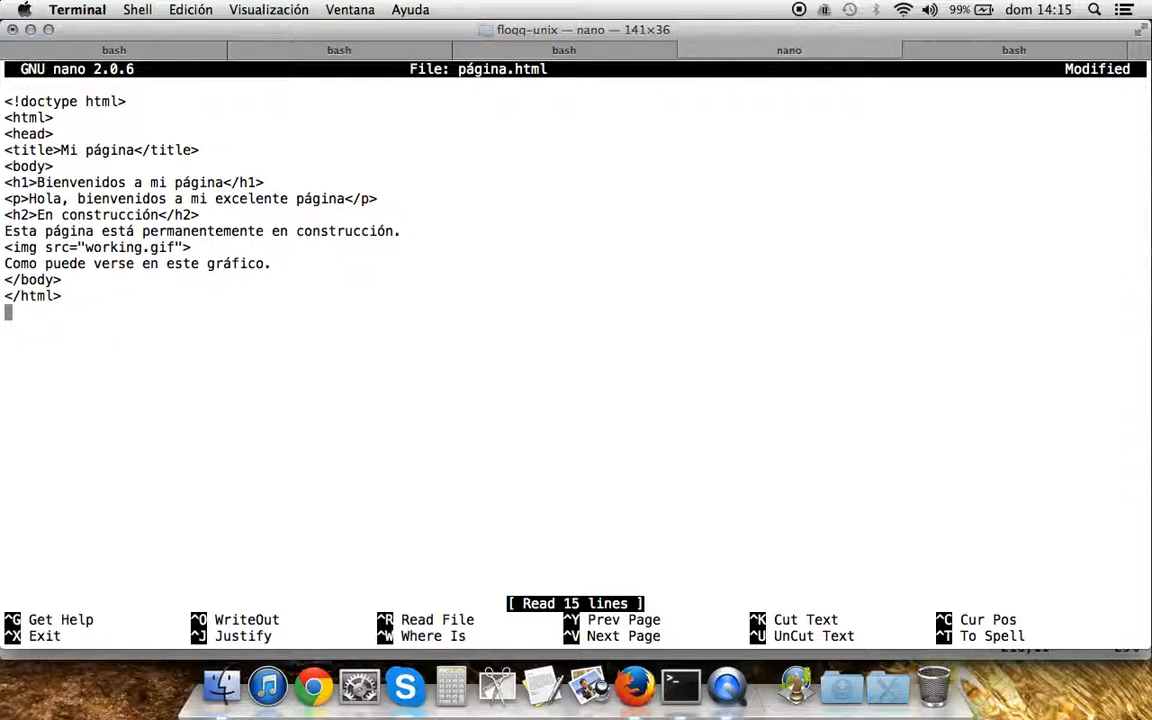 Terminal Shell Edición Visualización Ventana Ayuda 99% dom 14:15
floqq-unix — nano — 141×36
bash bash bash nano bash
GNU nano 2.0.6 File: página.html Modified
<!doctype html>
<html>
<head>
<title>Mi página</title>
<body>
<h1>Bienvenidos a mi página</h1>
<p>Hola, bienvenidos a mi excelente página</p>
<h2>En construcción</h2>
Esta página está permanentemente en construcción.
<img src="working.gif">
Como puede verse en este gráfico.
</body>
</html>
[ Read 15 lines ]
^G Get Help ^O WriteOut ^R Read File ^Y Prev Page ^K Cut Text ^C Cur Pos
^X Exit ^J Justify ^W Where Is ^V Next Page ^U UnCut Text ^T To Spell